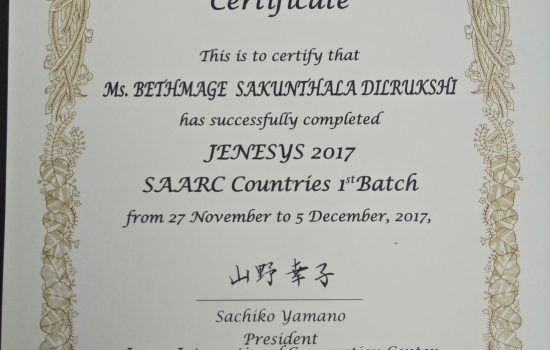 Certificate
This is to certify that
Ms. BETHMAGE SAKUNTHALA DILRUKSHI
has successfully completed
JENESYS 2017
SAARC Countries 1st Batch
from 27 November to 5 December, 2017,
山野幸子
Sachiko Yamano
President